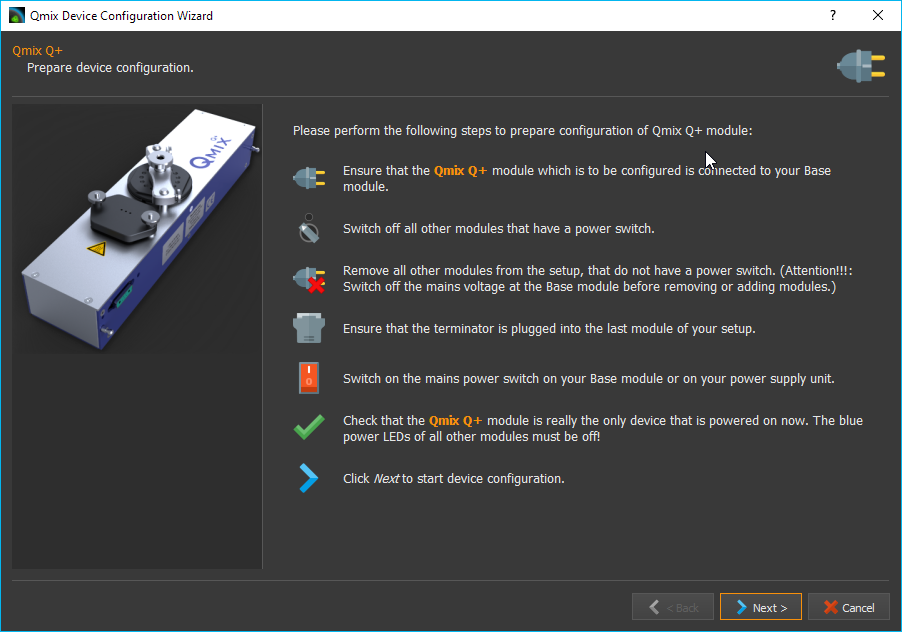 Qmix Device Configuration Wizard
?
Qmix Q+
Prepare device configuration.
QMIX Q+
Please perform the following steps to prepare configuration of Qmix Q+ module:
Ensure that the Qmix Q+ module which is to be configured is connected to your Base
module.
Switch off all other modules that have a power switch.
Remove all other modules from the setup, that do not have a power switch. (Attention!!!:
Switch off the mains voltage at the Base module before removing or adding modules.)
Ensure that the terminator is plugged into the last module of your setup.
Switch on the mains power switch on your Base module or on your power supply unit.
Check that the Qmix Q+ module is really the only device that is powered on now. The blue
power LEDs of all other modules must be off!
Click Next to start device configuration.
< Back
Next >
Cancel